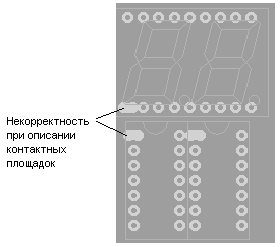 Некорректность
при описании
контактных
площадок